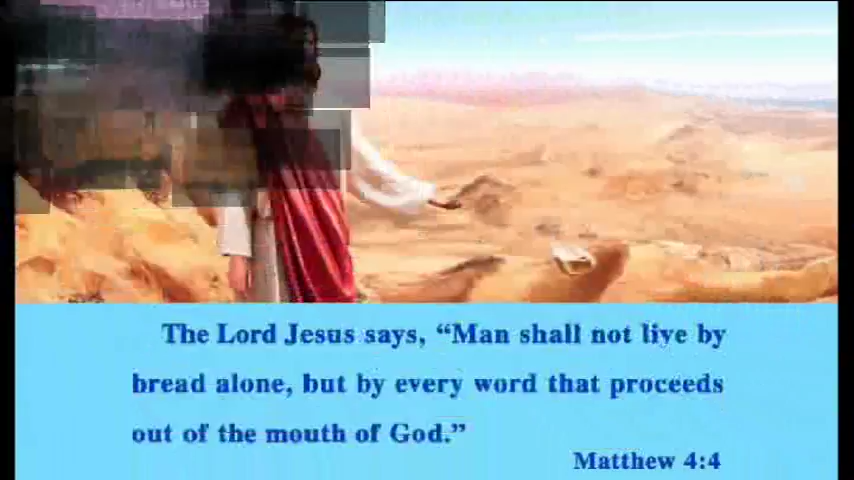 The Lord Jesus says, “Man shall not live by
bread alone, but by every word that proceeds
out of the mouth of God.”
Matthew 4:4